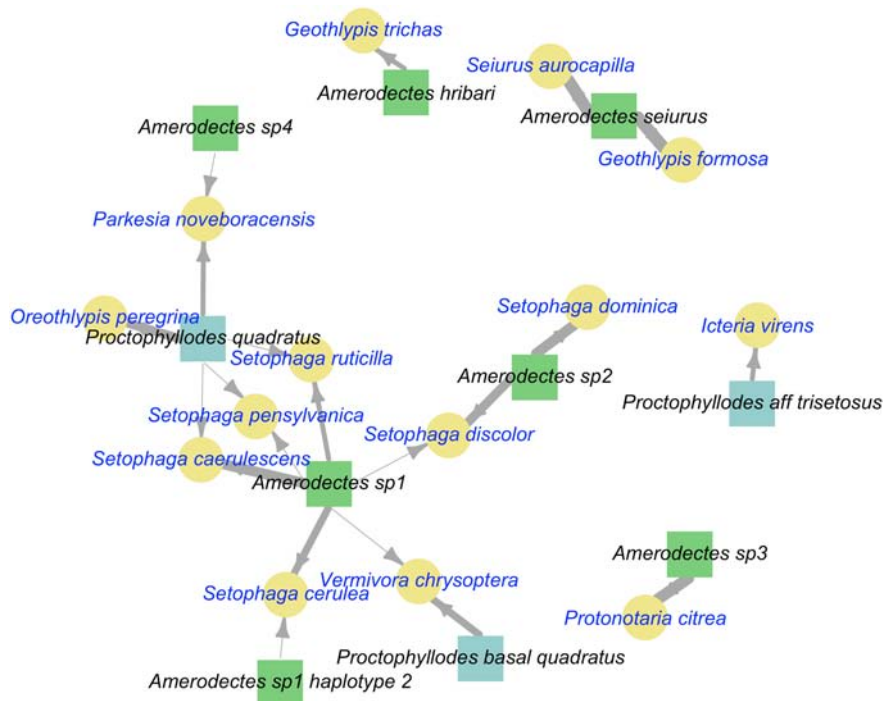 Geothlypis trichas
Seiurus aurocapilla
Amerodectes hribari
Amerodectes seiurus
Amerodectes sp4
Geothlypis formosa
Parkesia noveboracensis
Setophaga dominica
Oreothlypis peregrina
Icteria virens
Proctophyllodes quadratus
Setophaga ruticilla
Amerodectes sp2
Proctophyllodes aff trisetosus
Setophaga pensylvanica
Setophaga discolor
Setophaga caerulescens
Amerodectes sp1
Amerodectes sp3
Vermivora chrysoptera
Setophaga cerulea
Protonotaria citrea
Proctophyllodes basal quadratus
Amerodectes sp1 haplotype 2